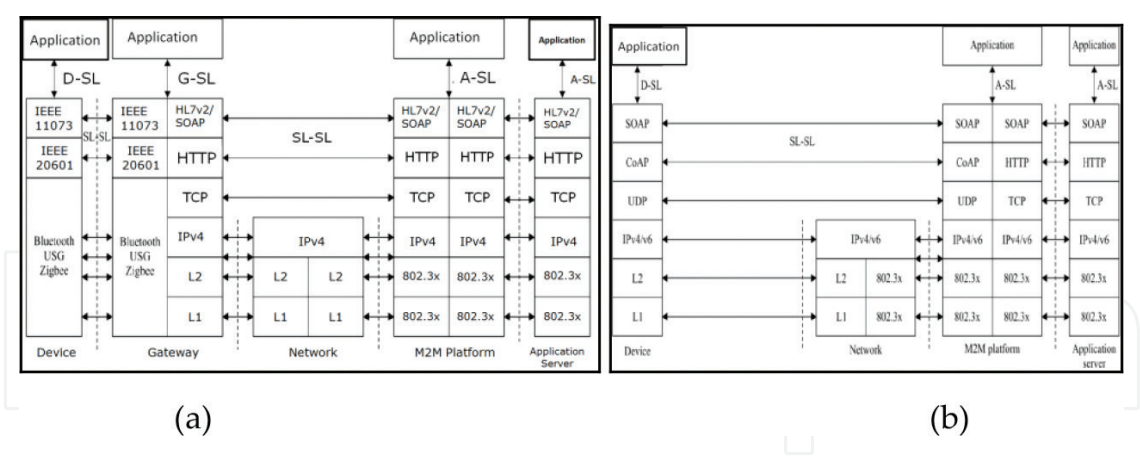 Application Application Application Application
D-SL G-SL A-SL A-SL
IEEE 11073 IEEE 11073 HL7v2/ SOAP HL7v2/ SOAP HL7v2/ SOAP HL7v2/ SOAP
SL-SL SL-SL
IEEE 20601 IEEE 20601 HTTP HTTP HTTP HTTP
TCP TCP TCP TCP
Bluetooth USG Zigbee Bluetooth USG Zigbee IPv4 IPv4 IPv4 IPv4 IPv4
L2 L2 L2 802.3x 802.3x 802.3x
L1 L1 L1 802.3x 802.3x 802.3x
Device Gateway Network M2M Platform Application Server
(a)
Application Application Application
D-SL A-SL A-SL
SOAP SOAP SOAP SOAP
SL-SL
CoAP CoAP HTTP HTTP
UDP UDP TCP TCP
IPv4/v6 IPv4/v6 IPv4/v6 IPv4/v6 IPv4/v6
L2 L2 802.3x 802.3x 802.3x 802.3x
L1 L1 802.3x 802.3x 802.3x 802.3x
Device Network M2M platform Application server
(b)